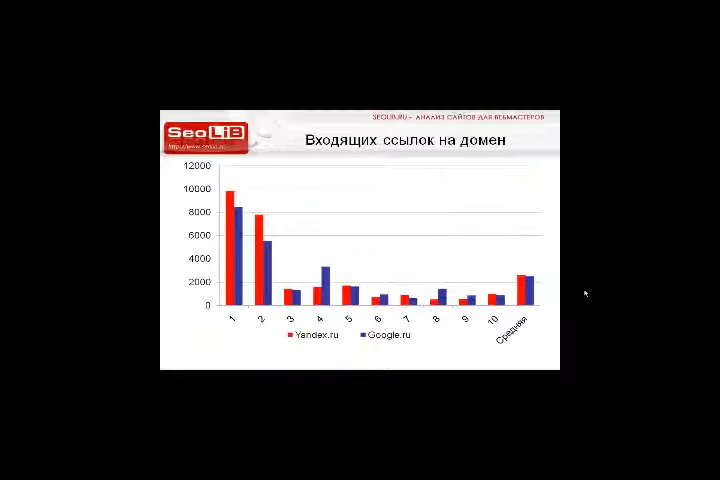 SEOLIB.RU - АНАЛИЗ САЙТОВ ДЛЯ ВЕБМАСТЕРОВ
SeoLiB
Входящих ссылок на домен
12000
10000
8000
6000
4000
2000
0
1 2 3 4 5 6 7 8 9 10 Средняя
Yandex.ru Google.ru